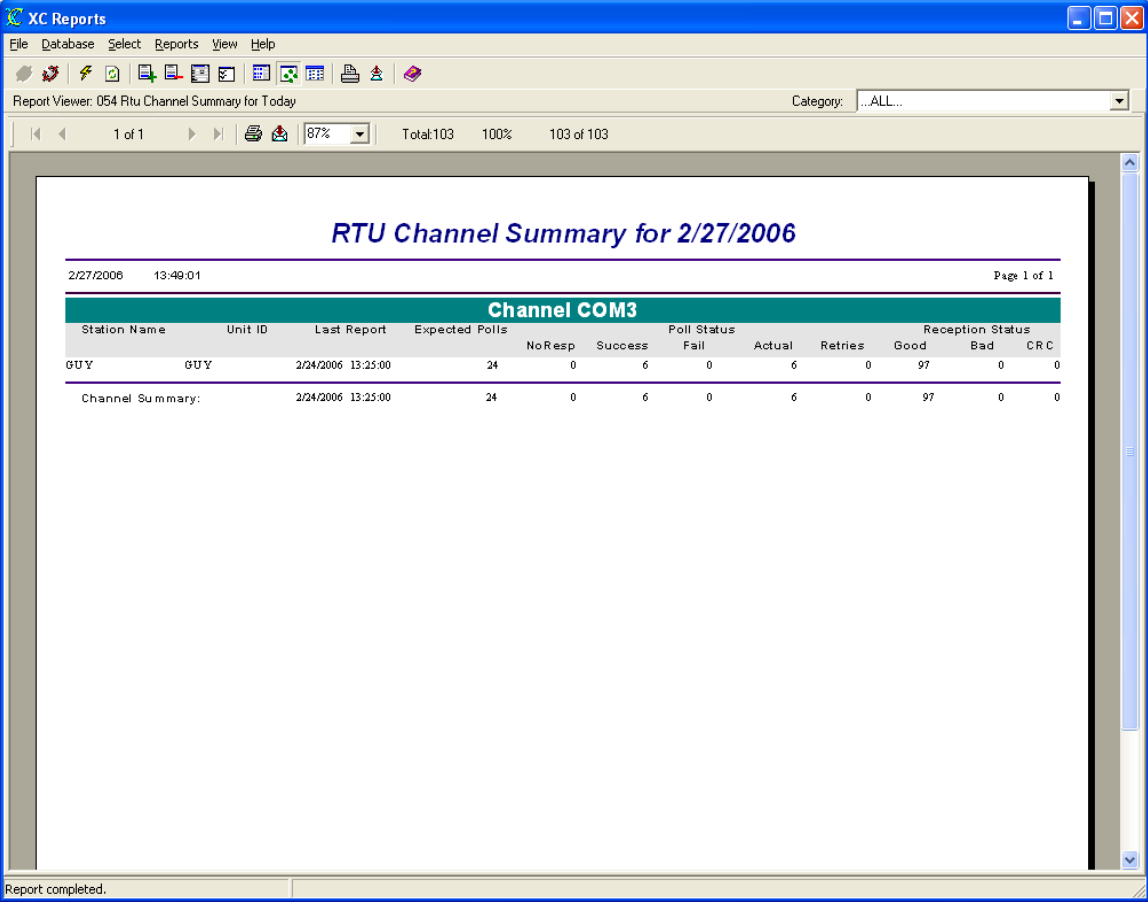 XC Reports
File Database Select Reports View Help
Report Viewer: 054 Rtu Channel Summary for Today Category: ...ALL...
1 of 1 87% Total:103 100% 103 of 103
RTU Channel Summary for 2/27/2006
2/27/2006 13:49:01 Page 1 of 1
Channel COM3
Station Name Unit ID Last Report Expected Polls Poll Status Reception Status
NoResp Success Fail Actual Retries Good Bad CRC
GUY GUY 2/24/2006 13:25:00 24 0 6 0 6 0 97 0 0
Channel Summary: 2/24/2006 13:25:00 24 0 6 0 6 0 97 0 0
Report completed.